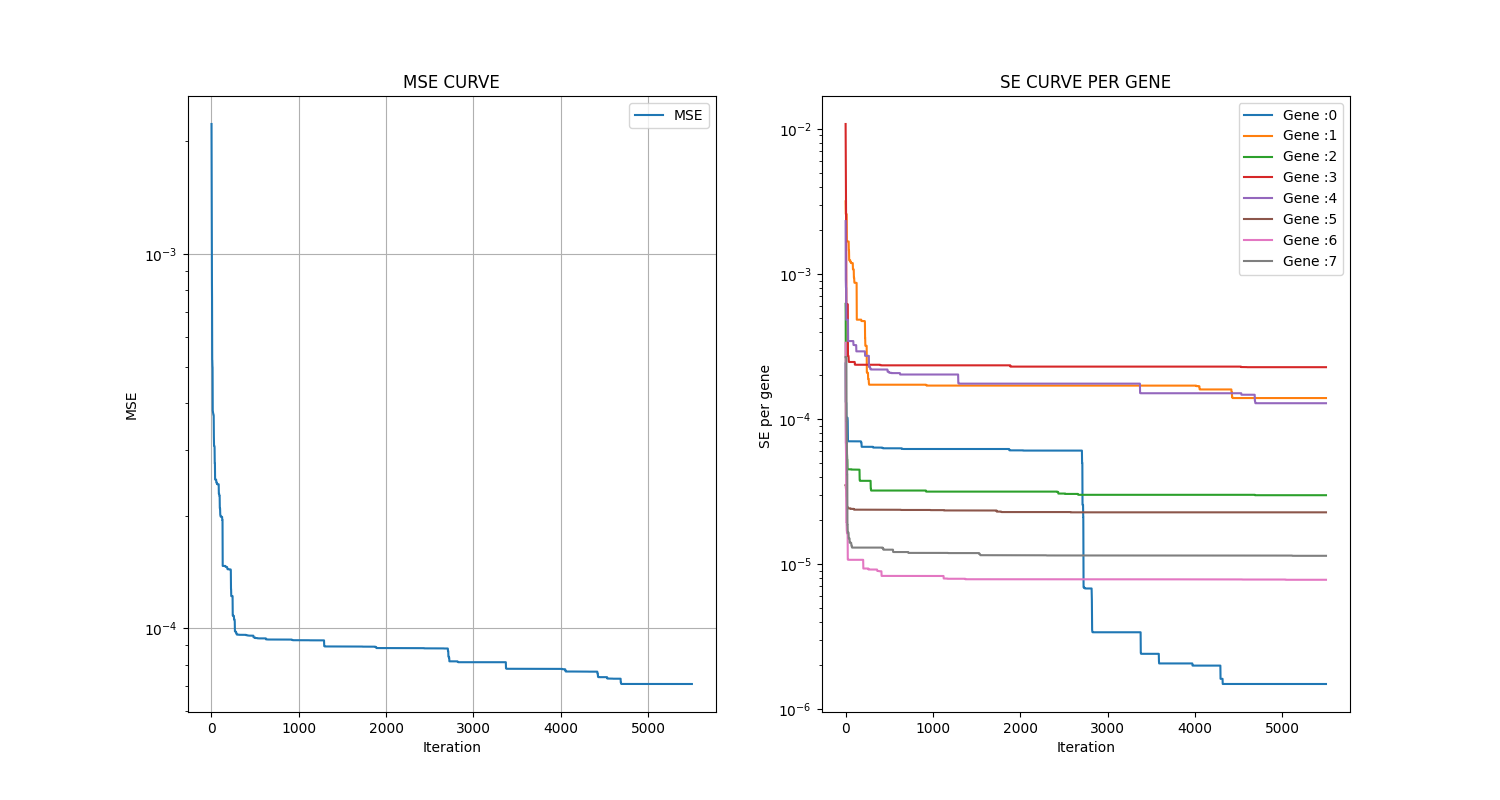 MSE CURVE
MSE
10⁻³
10⁻⁴
MSE
0 1000 2000 3000 4000 5000
Iteration
SE CURVE PER GENE
Gene :0
Gene :1
Gene :2
Gene :3
Gene :4
Gene :5
Gene :6
Gene :7
10⁻²
10⁻³
10⁻⁴
10⁻⁵
10⁻⁶
SE per gene
0 1000 2000 3000 4000 5000
Iteration